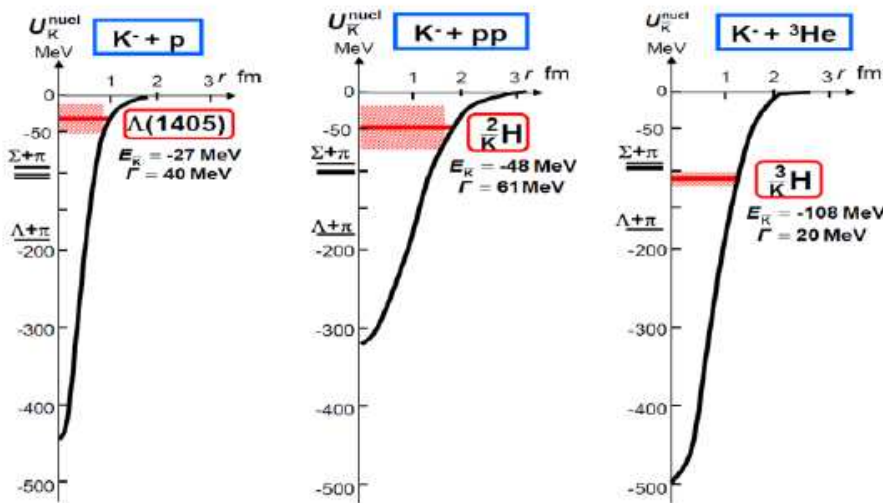 U_K^nucl
MeV
K⁻ + p
1 2 3 r fm
0
-50
Σ+π
Λ+π
-200
-300
-400
-500
Λ(1405)
E_K = -27 MeV
Γ = 40 MeV
U_K̄^nucl
MeV
K⁻ + pp
1 2 3 r fm
0
-50
Σ+π
Λ+π
-200
-300
-400
-500
²_K̄H
E_K = -48 MeV
Γ = 61 MeV
U_K̄^nucl
MeV
K⁻ + ³He
1 2 3 r fm
0
-50
Σ+π
Λ+π
-200
-300
-400
-500
³_K̄H
E_K̄ = -108 MeV
Γ = 20 MeV